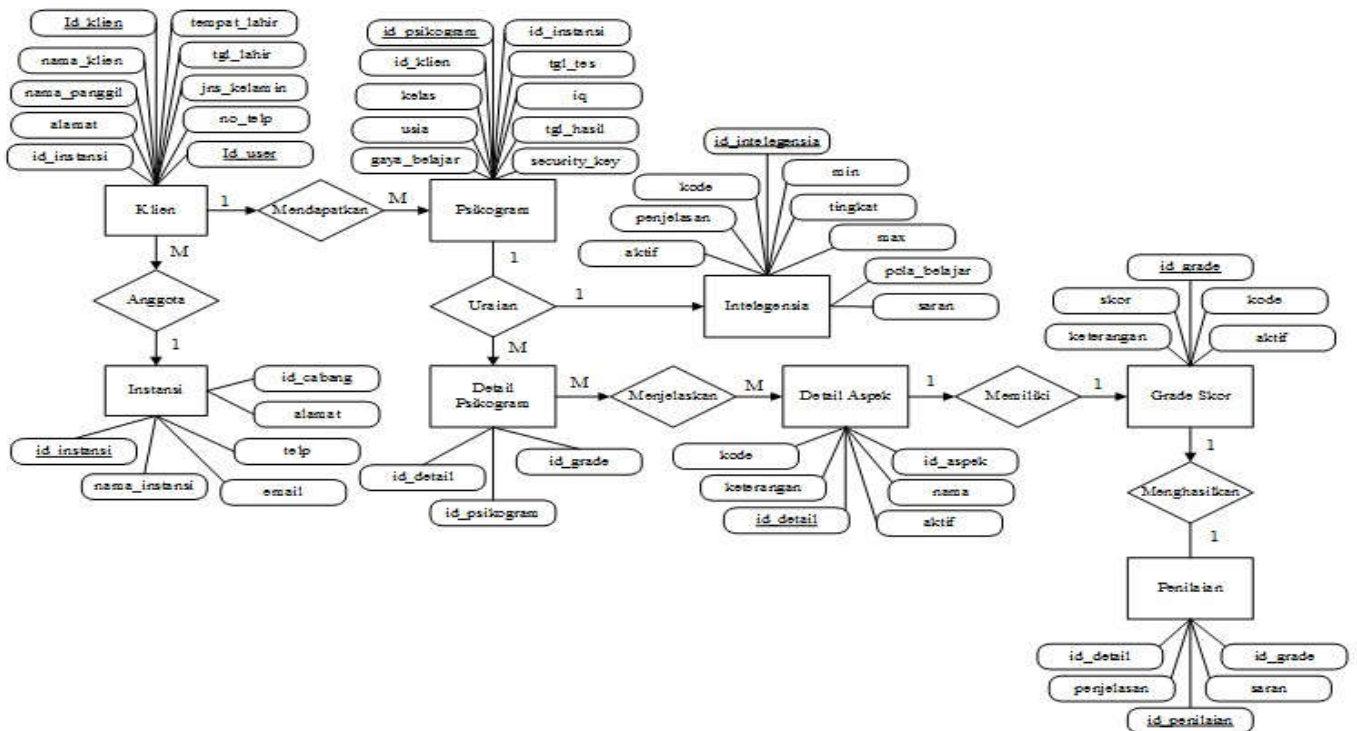 Id_klien
tempat_lahir
nama_klien
tgl_lahir
nama_panggil
jns_kelamin
alamat
no_telp
id_instansi
Id_user
Klien
1
Mendapatkan
M
id_psikogram
id_instansi
id_klien
tgl_tes
kelas
iq
usia
tgl_hasil
gaya_belajar
security_key
Psikogram
M
Anggota
1
Instansi
id_cabang
alamat
id_instansi
telp
nama_instansi
email
1
Uraian
1
M
id_intelegensia
kode
min
penjelasan
tingkat
aktif
max
Intelegensia
pola_belajar
saran
Detail
Psikogram
id_detail
id_grade
id_psikogram
M
Menjelaskan
M
Detail Aspek
kode
id_aspek
keterangan
nama
id_detail
aktif
1
Memiliki
1
id_grade
skor
kode
keterangan
aktif
Grade Skor
1
Menghasilkan
1
Penilaian
id_detail
id_grade
penjelasan
saran
id_penilaian